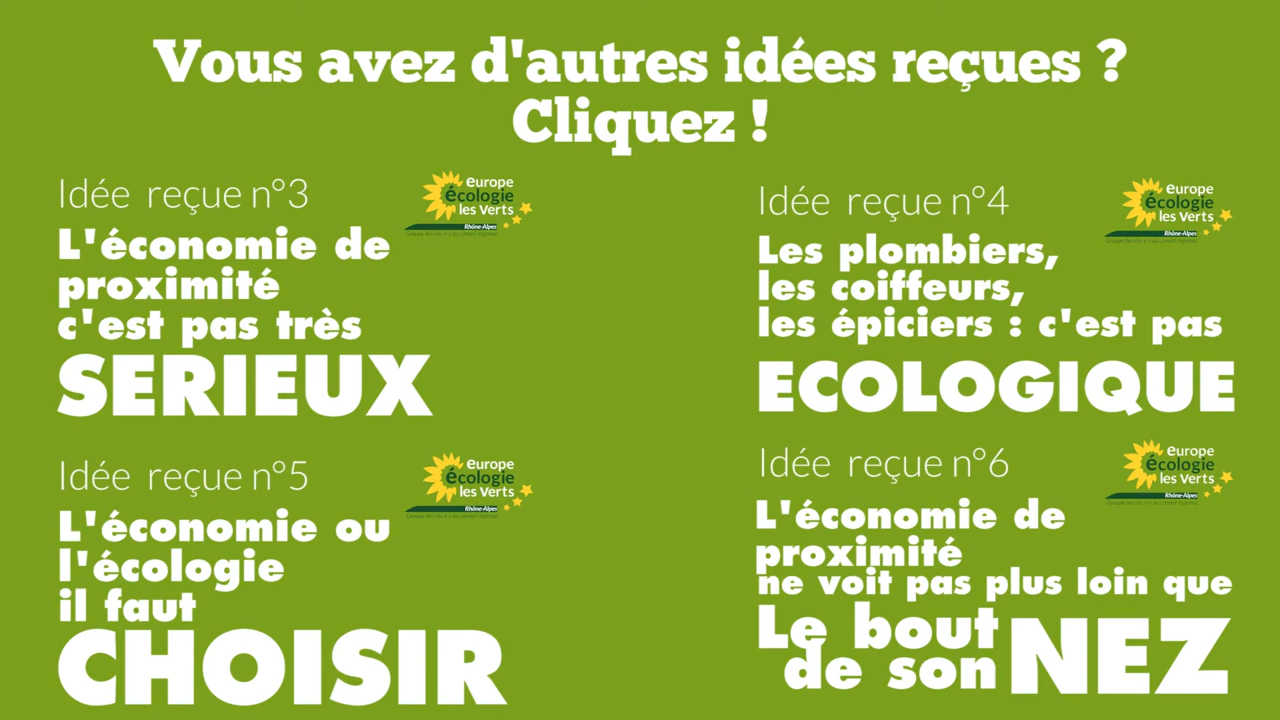 Vous avez d'autres idées reçues ?
Cliquez !
Idée reçue n°3
europe
écologie
les Verts
Rhône-Alpes
L'économie de
proximité
c'est pas très
SERIEUX
Idée reçue n°4
europe
écologie
les Verts
Rhône-Alpes
Les plombiers,
les coiffeurs,
les épiciers : c'est pas
ECOLOGIQUE
Idée reçue n°5
europe
écologie
les Verts
Rhône-Alpes
L'économie ou
l'écologie
il faut
CHOISIR
Idée reçue n°6
europe
écologie
les Verts
Rhône-Alpes
L'économie de
proximité
ne voit pas plus loin que
Le bout
de son NEZ